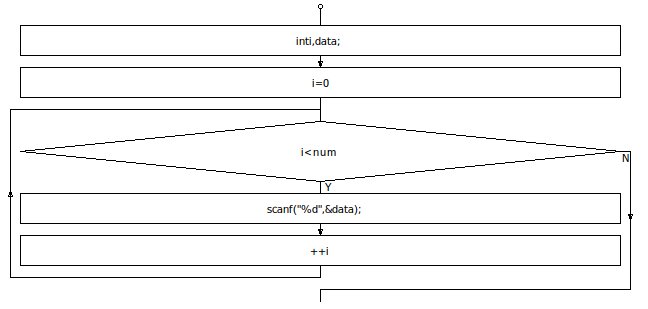 inti,data;
i=0
i<num
N
Y
scanf("%d",&data);
++i